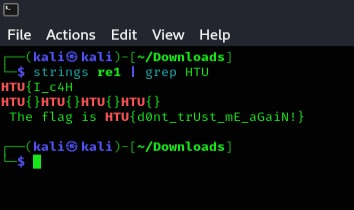 File Actions Edit View Help
┌──(kali㉿kali)-[~/Downloads]
└─$ strings re1 | grep HTU
HTU{I_c4H
HTU{}HTU{}HTU{}HTU{}
 The flag is HTU{d0nt_trUst_mE_aGaiN!}
┌──(kali㉿kali)-[~/Downloads]
└─$